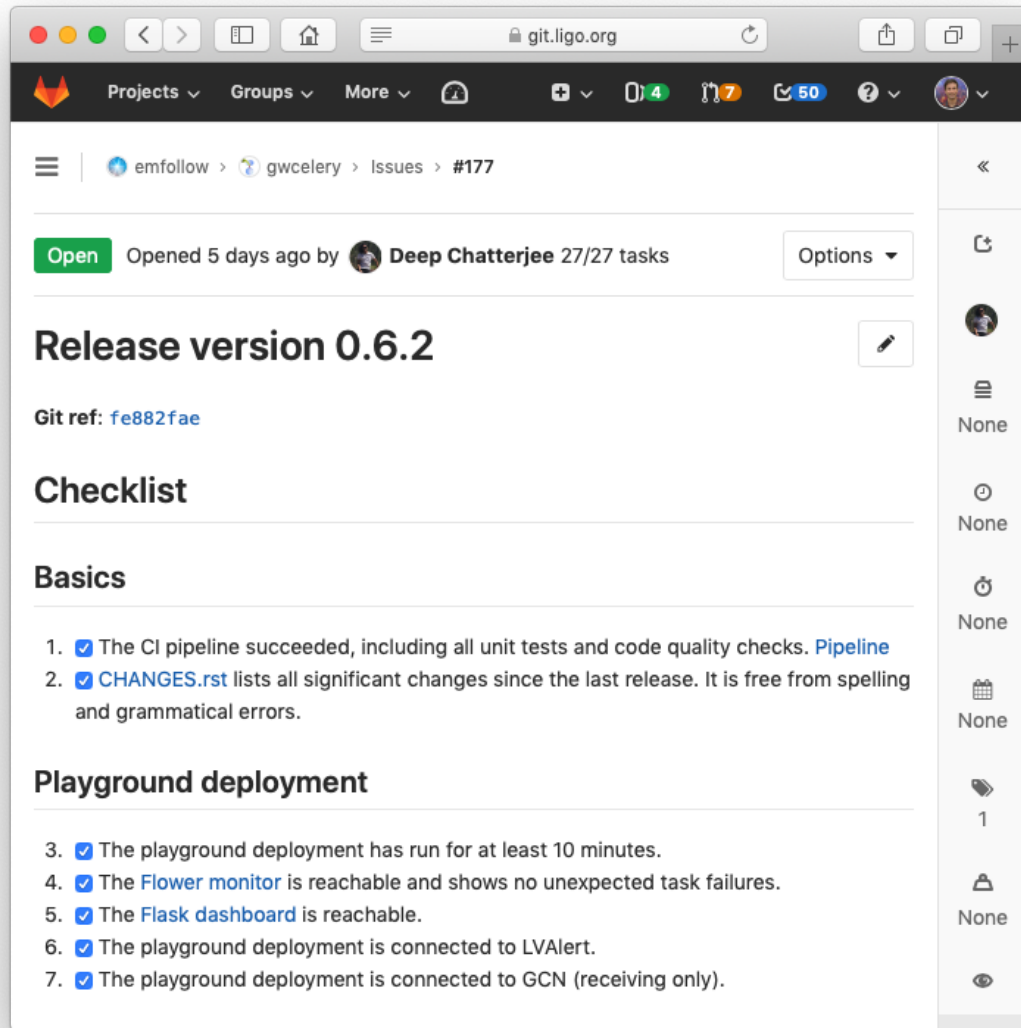 git.ligo.org
Projects Groups More 4 7 50
emfollow > gwcelery > Issues > #177
«
Open Opened 5 days ago by Deep Chatterjee 27/27 tasks Options
Release version 0.6.2
Git ref: fe882fae
None
Checklist
None
Basics
None
1. The CI pipeline succeeded, including all unit tests and code quality checks. Pipeline
2. CHANGES.rst lists all significant changes since the last release. It is free from spelling
and grammatical errors.
None
Playground deployment
1
3. The playground deployment has run for at least 10 minutes.
4. The Flower monitor is reachable and shows no unexpected task failures.
5. The Flask dashboard is reachable.
None
6. The playground deployment is connected to LVAlert.
7. The playground deployment is connected to GCN (receiving only).